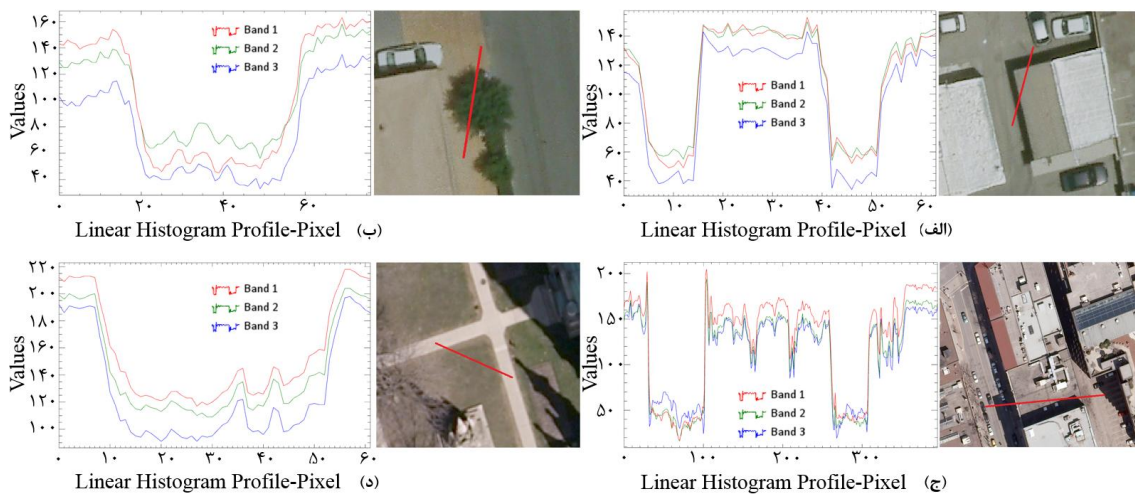 Values
۱۶۰
۱۴۰
۱۲۰
۱۰۰
۸۰
۶۰
۴۰
Band 1
Band 2
Band 3
۰ ۲۰ ۴۰ ۶۰
Linear Histogram Profile-Pixel (ب)
Values
۱۴۰
۱۲۰
۱۰۰
۸۰
۶۰
۴۰
Band 1
Band 2
Band 3
۰ ۱۰ ۲۰ ۳۰ ۴۰ ۵۰ ۶۰
Linear Histogram Profile-Pixel (الف)
Values
۲۲۰
۲۰۰
۱۸۰
۱۶۰
۱۴۰
۱۲۰
۱۰۰
Band 1
Band 2
Band 3
۰ ۱۰ ۲۰ ۳۰ ۴۰ ۵۰ ۶۰
Linear Histogram Profile-Pixel (د)
Values
۲۰۰
۱۵۰
۱۰۰
۵۰
Band 1
Band 2
Band 3
۰ ۱۰۰ ۲۰۰ ۳۰۰
Linear Histogram Profile-Pixel (ج)